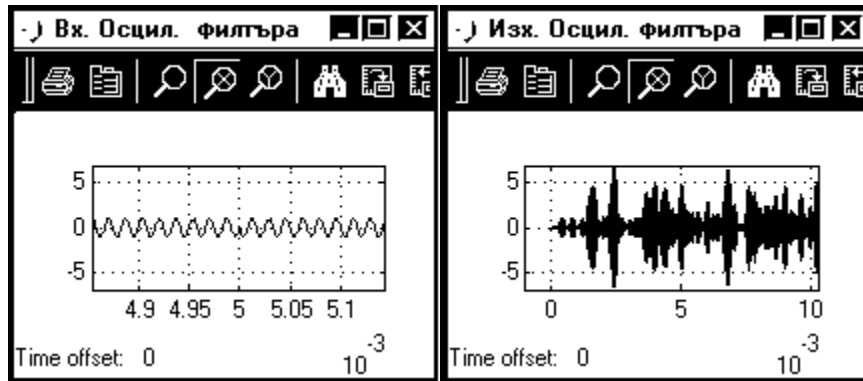 Вх. Осцил. филтъра
5
0
-5
4.9 4.95 5 5.05 5.1
Time offset: 0
10
-3
Изх. Осцил. филтъра
5
0
-5
0 5 10
Time offset: 0
10
-3